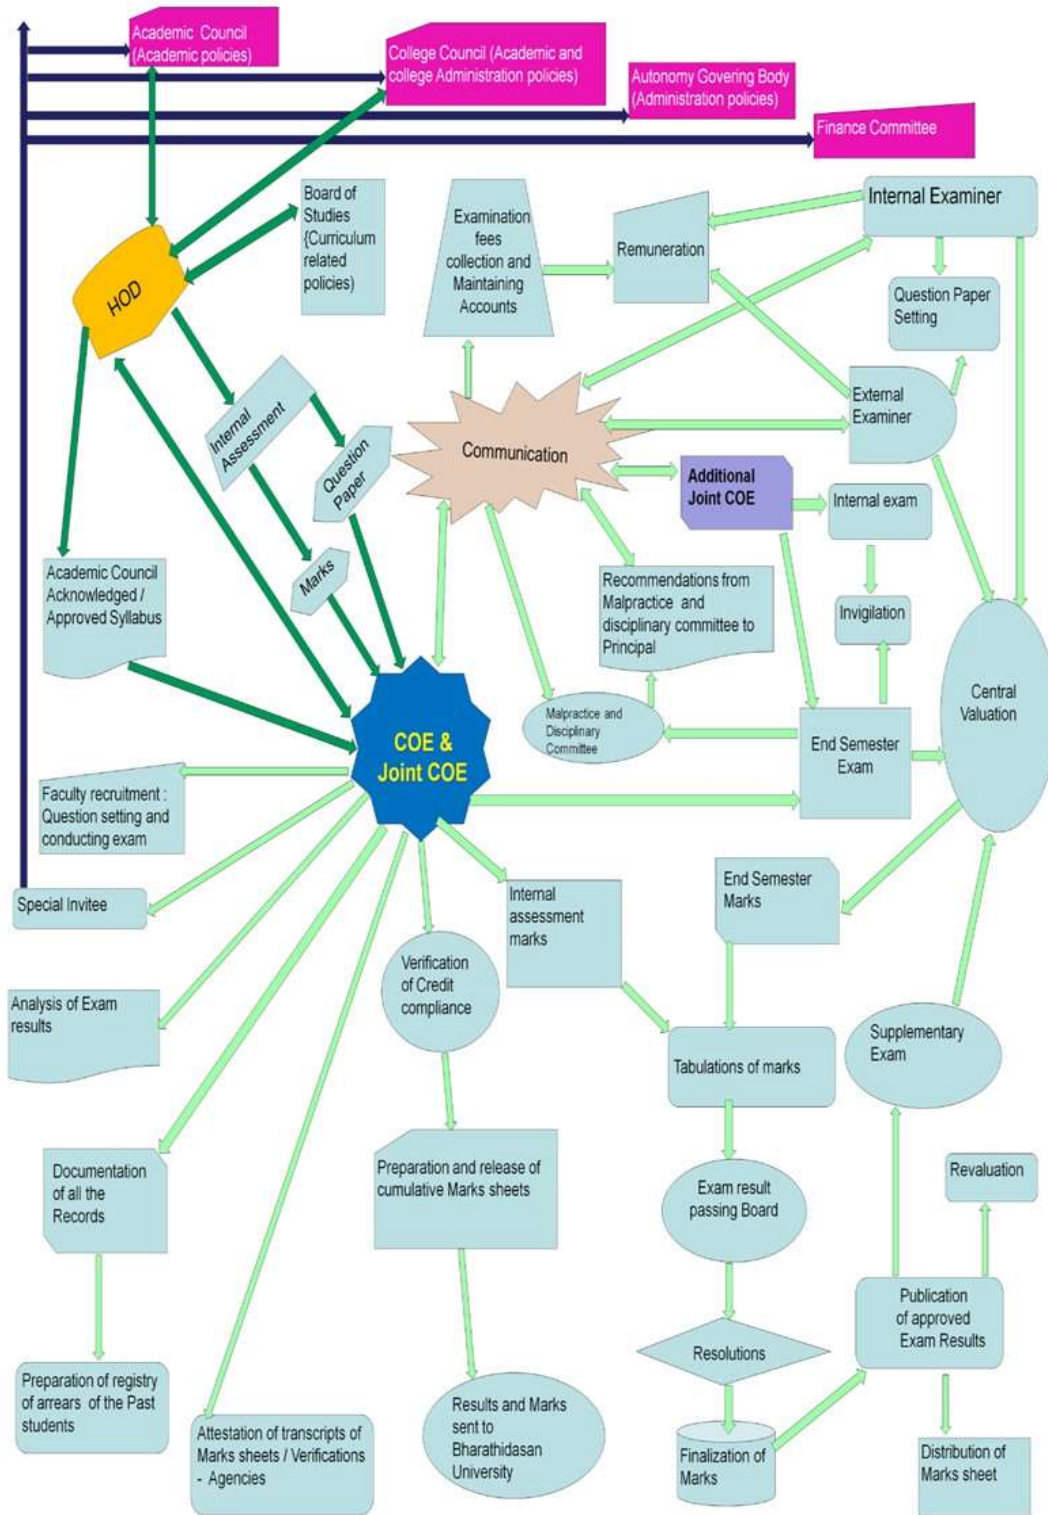 Academic Council
(Academic policies)
College Council (Academic and
college Administration policies)
Autonomy Govering Body
(Administration policies)
Finance Committee
Board of
Studies
{Curriculum
related
policies)
Examination
fees
collection and
Maintaining
Accounts
Remuneration
Internal Examiner
Question Paper
Setting
HOD
External
Examiner
Internal
Assessment
Question
Paper
Marks
Communication
Additional
Joint COE
Internal exam
Academic Council
Acknowledged /
Approved Syllabus
Recommendations from
Malpractice and
disciplinary committee to
Principal
Invigilation
Central
Valuation
Malpractice and
Disciplinary
Committee
End Semester
Exam
COE &
Joint COE
Faculty recruitment :
Question setting and
conducting exam
Special Invitee
Internal
assessment
marks
End Semester
Marks
Verification
of Credit
compliance
Analysis of Exam
results
Supplementary
Exam
Tabulations of marks
Documentation
of all the
Records
Preparation and release of
cumulative Marks sheets
Exam result
passing Board
Revaluation
Publication
of approved
Exam Results
Resolutions
Preparation of registry
of arrears of the Past
students
Attestation of transcripts of
Marks sheets / Verifications
- Agencies
Results and Marks
sent to
Bharathidasan
University
Finalization of
Marks
Distribution of
Marks sheet